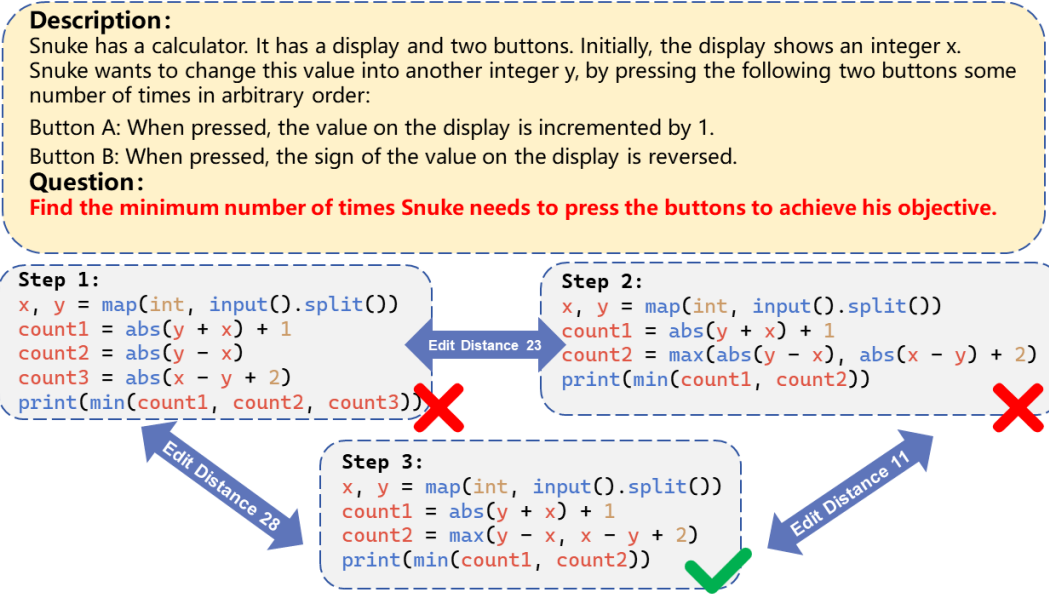 Description:
Snuke has a calculator. It has a display and two buttons. Initially, the display shows an integer x.
Snuke wants to change this value into another integer y, by pressing the following two buttons some
number of times in arbitrary order:
Button A: When pressed, the value on the display is incremented by 1.
Button B: When pressed, the sign of the value on the display is reversed.
Question:
Find the minimum number of times Snuke needs to press the buttons to achieve his objective.
Step 1:
x, y = map(int, input().split())
count1 = abs(y + x) + 1
count2 = abs(y - x)
count3 = abs(x - y + 2)
print(min(count1, count2, count3))
Edit Distance 23
Step 2:
x, y = map(int, input().split())
count1 = abs(y + x) + 1
count2 = max(abs(y - x), abs(x - y) + 2)
print(min(count1, count2))
Edit Distance 28
Step 3:
x, y = map(int, input().split())
count1 = abs(y + x) + 1
count2 = max(y - x, x - y + 2)
print(min(count1, count2))
Edit Distance 11